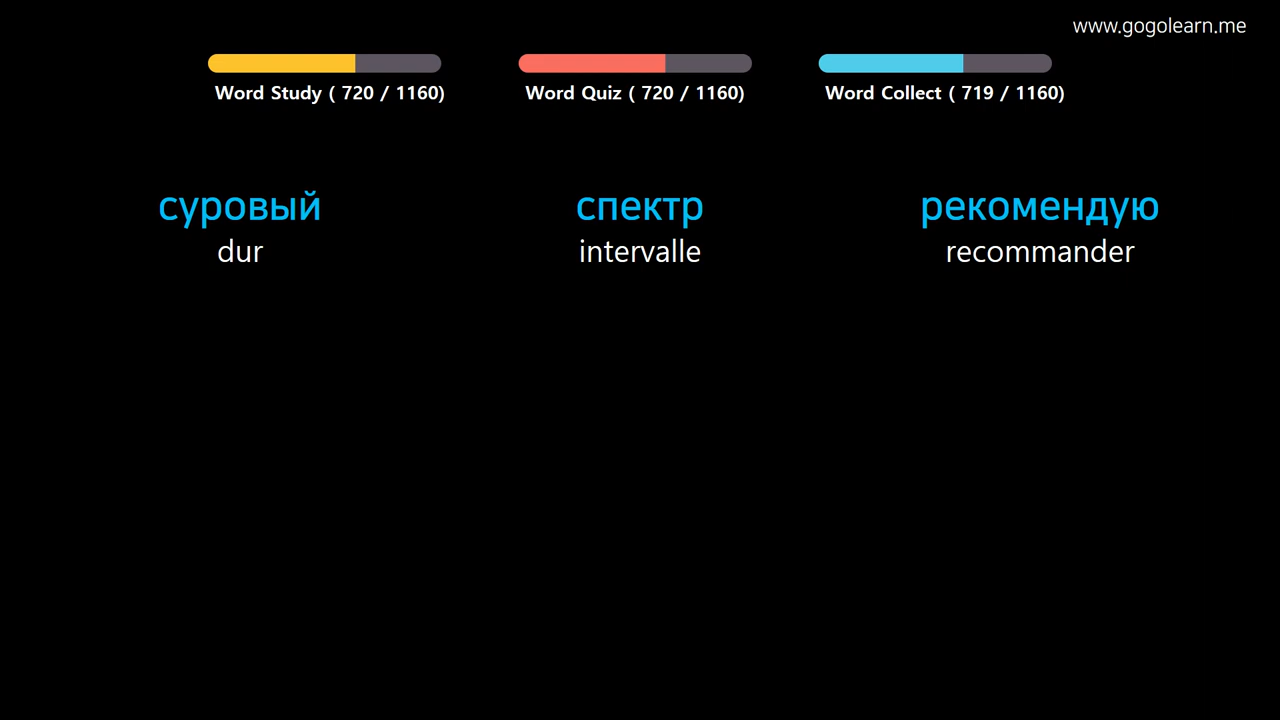 www.gogolearn.me
Word Study ( 720 / 1160)
Word Quiz ( 720 / 1160)
Word Collect ( 719 / 1160)
суровый
dur
спектр
intervalle
рекомендую
recommander